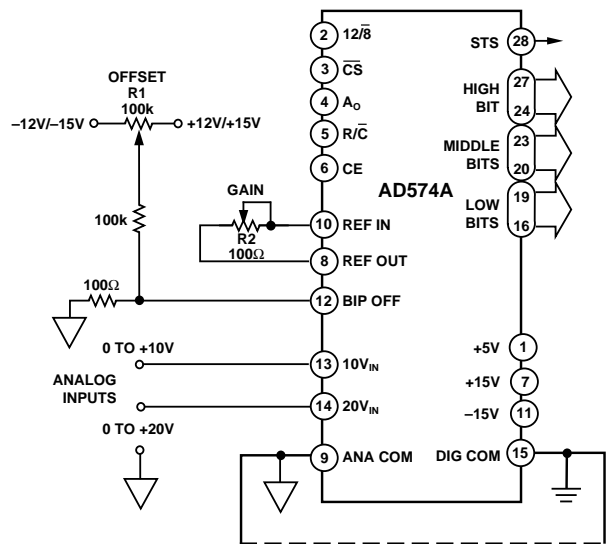 OFFSET
R1
100k
–12V/–15V
+12V/+15V
100k
GAIN
R2
100Ω
100Ω
0 TO +10V
ANALOG
INPUTS
0 TO +20V
2 12/8̅
3 C̅S̅
4 AO
5 R/C̅
6 CE
10 REF IN
8 REF OUT
12 BIP OFF
13 10VIN
14 20VIN
9 ANA COM
AD574A
STS 28
HIGH
BIT
27
24
MIDDLE
BITS
23
20
LOW
BITS
19
16
+5V 1
+15V 7
–15V 11
DIG COM 15